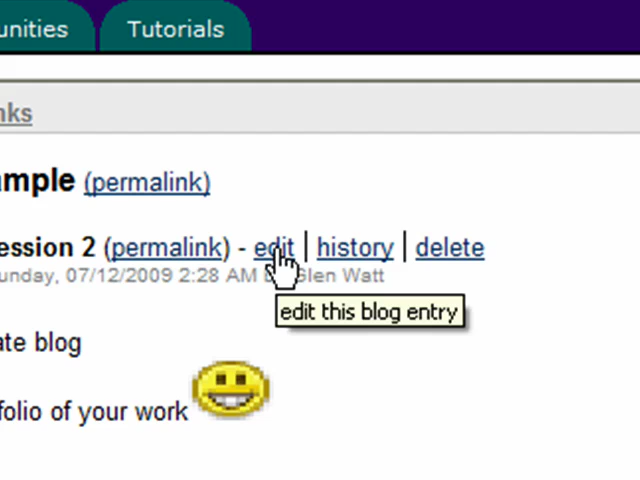 unities Tutorials
nks
ample (permalink)
ession 2 (permalink) - edit | history | delete
unday, 07/12/2009 2:28 AM Glen Watt
edit this blog entry
ate blog
folio of your work